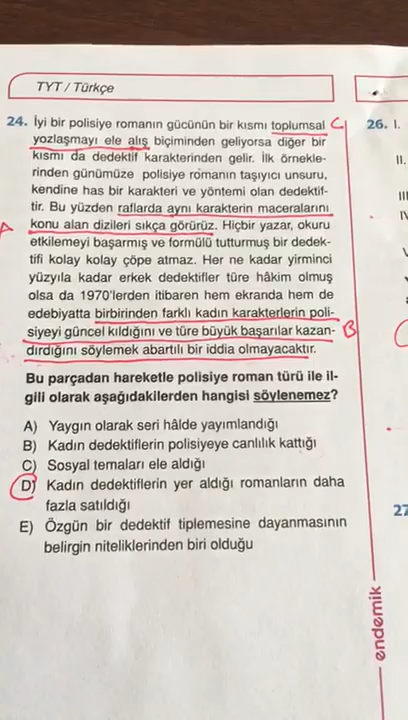 TYT / Türkçe
24. İyi bir polisiye romanın gücünün bir kısmı toplumsal C
yozlaşmayı ele alış biçiminden geliyorsa diğer bir
kısmı da dedektif karakterinden gelir. İlk örnekle-
rinden günümüze polisiye romanın taşıyıcı unsuru,
kendine has bir karakteri ve yöntemi olan dedektif-
tir. Bu yüzden raflarda aynı karakterin maceralarını
A konu alan dizileri sıkça görürüz. Hiçbir yazar, okuru
etkilemeyi başarmış ve formülü tutturmuş bir dedek-
tifi kolay kolay çöpe atmaz. Her ne kadar yirminci
yüzyıla kadar erkek dedektifler türe hâkim olmuş
olsa da 1970'lerden itibaren hem ekranda hem de
edebiyatta birbirinden farklı kadın karakterlerin poli-
siyeyi güncel kıldığını ve türe büyük başarılar kazan- B
dırdığını söylemek abartılı bir iddia olmayacaktır.
Bu parçadan hareketle polisiye roman türü ile il-
gili olarak aşağıdakilerden hangisi söylenemez?
A) Yaygın olarak seri hâlde yayımlandığı
B) Kadın dedektiflerin polisiyeye canlılık kattığı
C) Sosyal temaları ele aldığı
D) Kadın dedektiflerin yer aldığı romanların daha
fazla satıldığı
E) Özgün bir dedektif tiplemesine dayanmasının
belirgin niteliklerinden biri olduğu
26. I.
II.
III
IV
27
endemik